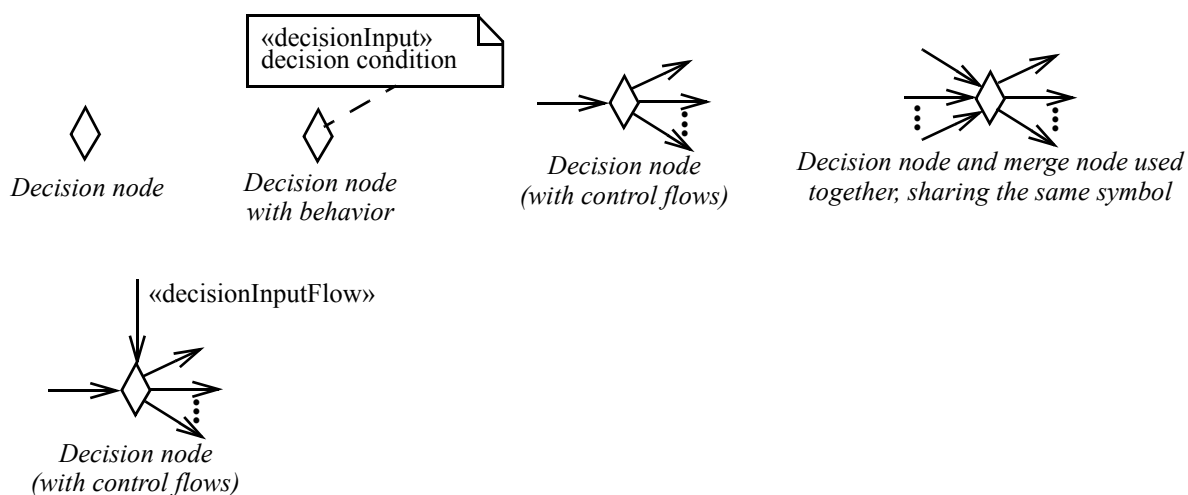 «decisionInput»
decision condition
Decision node
Decision node
with behavior
Decision node
(with control flows)
Decision node and merge node used
together, sharing the same symbol
«decisionInputFlow»
Decision node
(with control flows)